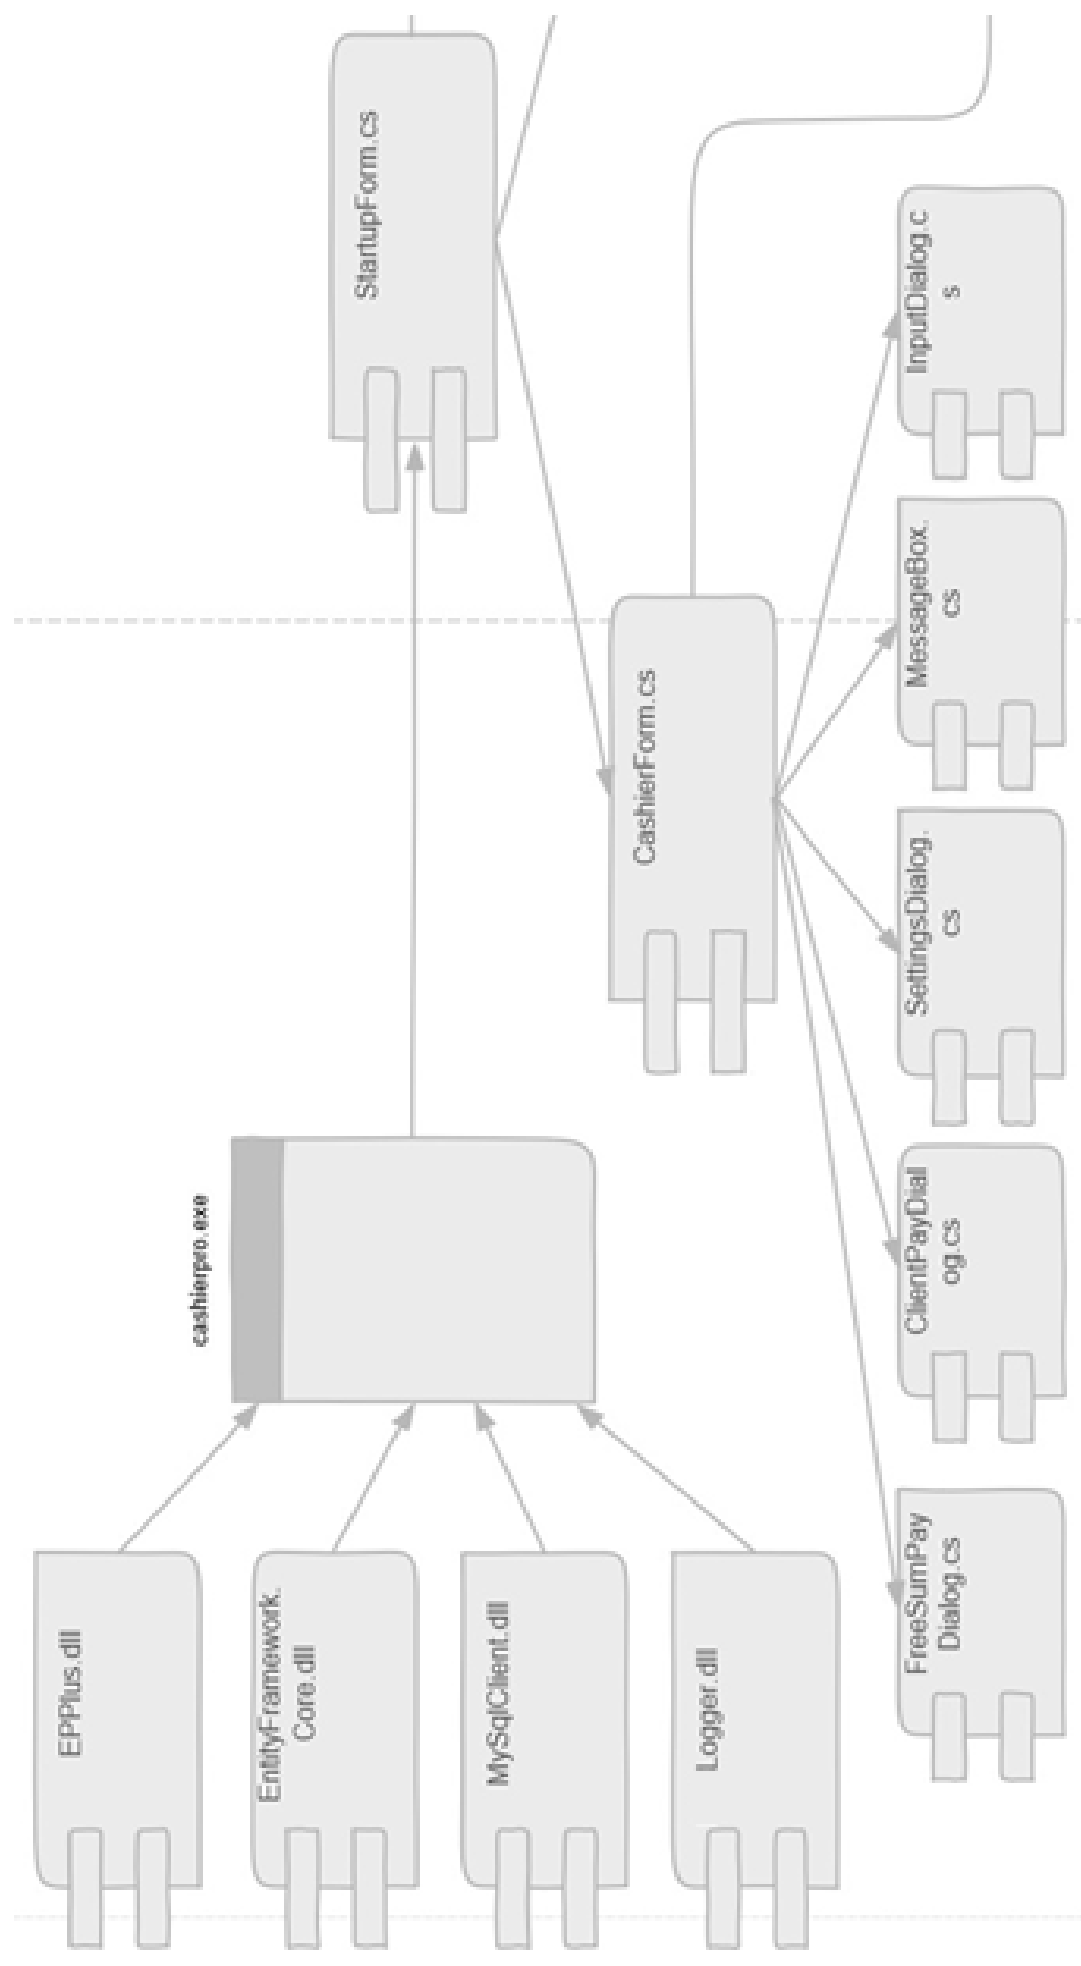 EPPlus.dll
EntityFramework.
Core.dll
MySqlClient.dll
Logger.dll
cashierpro.exe
StartupForm.cs
CashierForm.cs
FreeSumPay
Dialog.cs
ClientPayDial
og.cs
SettingsDialog.
cs
MessageBox.
cs
InputDialog.c
s